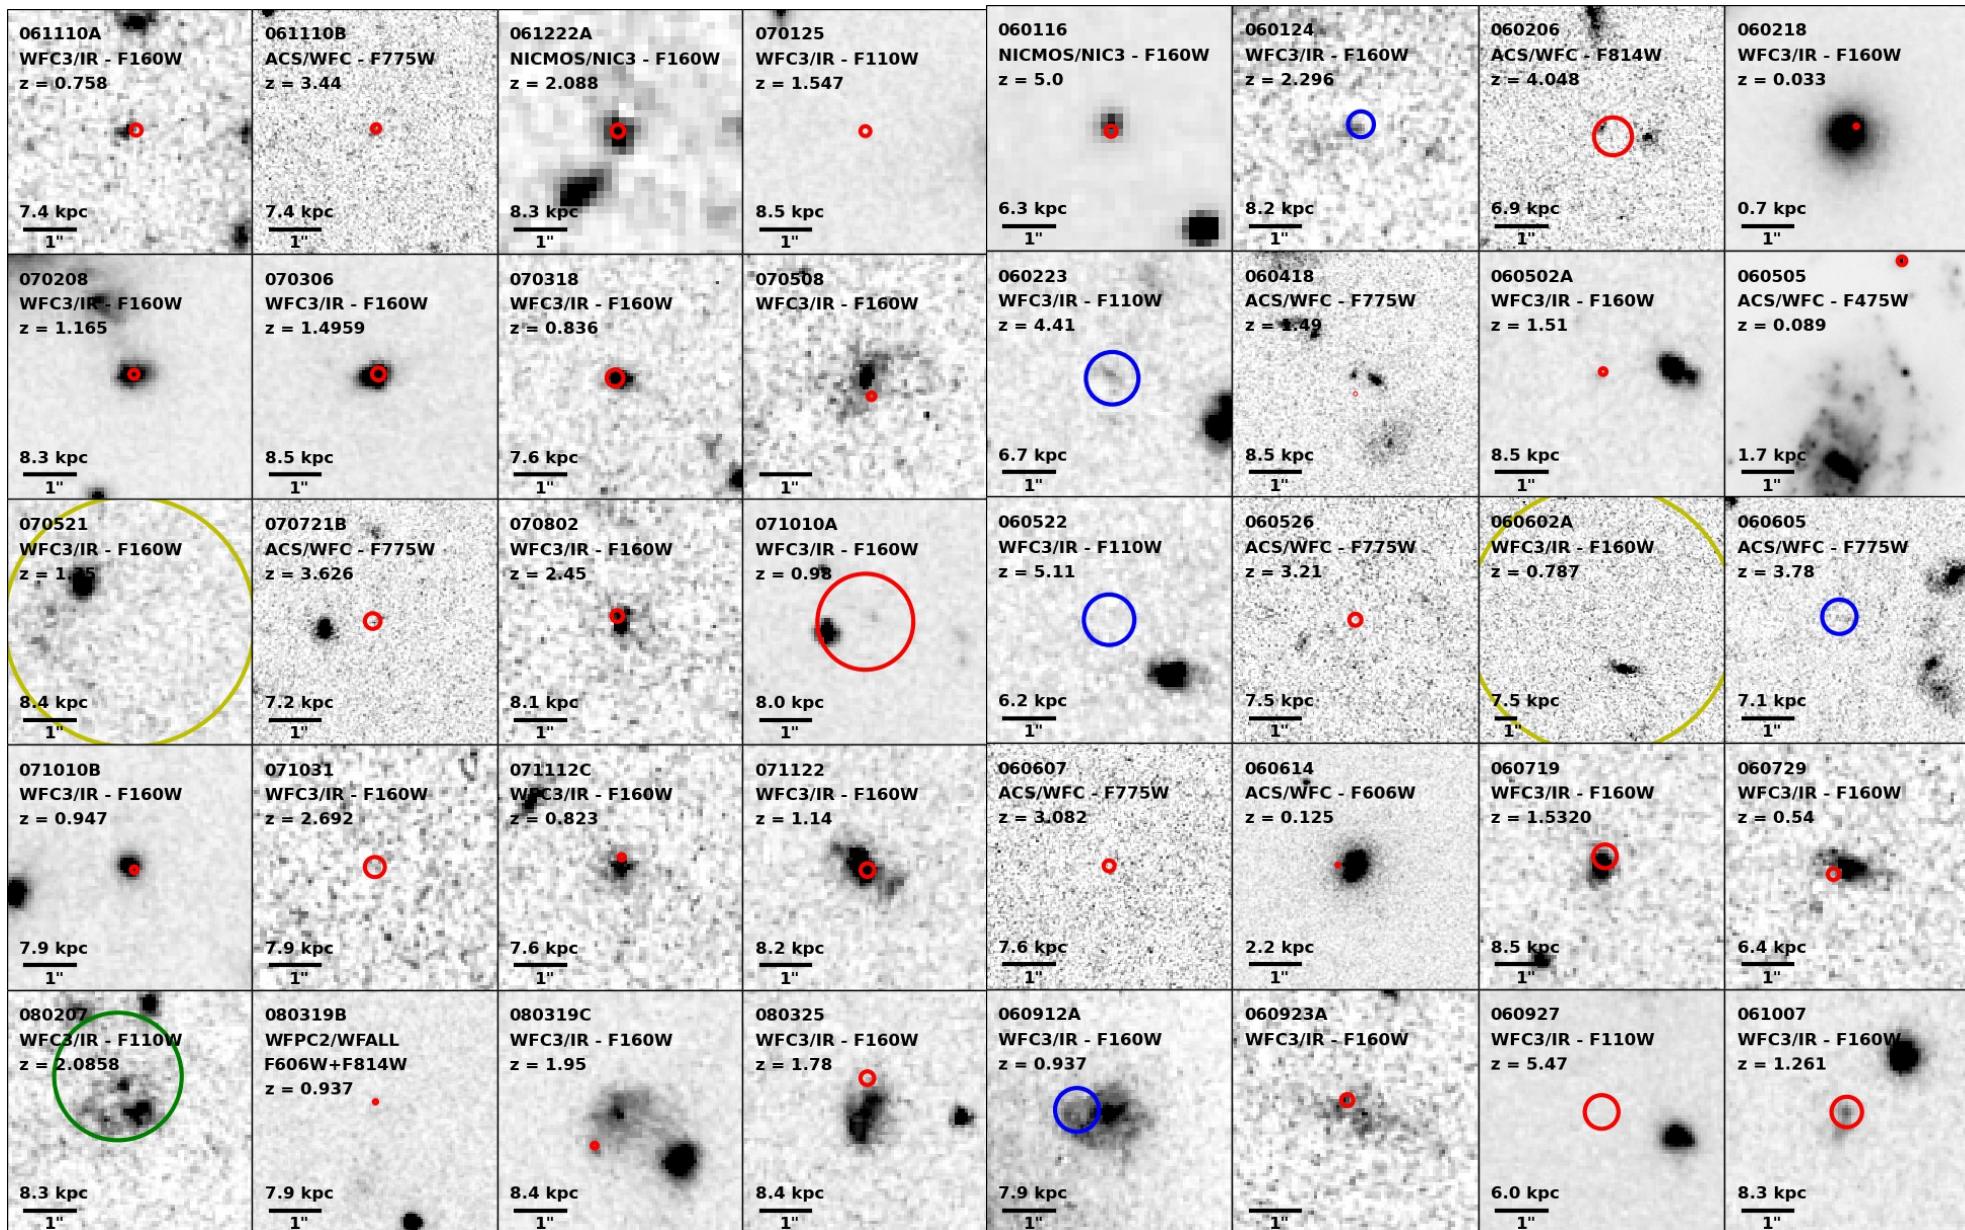 061110A
WFC3/IR - F160W
z = 0.758
7.4 kpc
1"
061110B
ACS/WFC - F775W
z = 3.44
7.4 kpc
1"
061222A
NICMOS/NIC3 - F160W
z = 2.088
8.3 kpc
1"
070125
WFC3/IR - F110W
z = 1.547
8.5 kpc
1"
060116
NICMOS/NIC3 - F160W
z = 5.0
6.3 kpc
1"
060124
WFC3/IR - F160W
z = 2.296
8.2 kpc
1"
060206
ACS/WFC - F814W
z = 4.048
6.9 kpc
1"
060218
WFC3/IR - F160W
z = 0.033
0.7 kpc
1"
070208
WFC3/IR - F160W
z = 1.165
8.3 kpc
1"
070306
WFC3/IR - F160W
z = 1.4959
8.5 kpc
1"
070318
WFC3/IR - F160W
z = 0.836
7.6 kpc
1"
070508
WFC3/IR - F160W
1"
060223
WFC3/IR - F110W
z = 4.41
6.7 kpc
1"
060418
ACS/WFC - F775W
z = 1.49
8.5 kpc
1"
060502A
WFC3/IR - F160W
z = 1.51
8.5 kpc
1"
060505
ACS/WFC - F475W
z = 0.089
1.7 kpc
1"
070521
WFC3/IR - F160W
z = 1.35
8.4 kpc
1"
070721B
ACS/WFC - F775W
z = 3.626
7.2 kpc
1"
070802
WFC3/IR - F160W
z = 2.45
8.1 kpc
1"
071010A
WFC3/IR - F160W
z = 0.98
8.0 kpc
1"
060522
WFC3/IR - F110W
z = 5.11
6.2 kpc
1"
060526
ACS/WFC - F775W
z = 3.21
7.5 kpc
1"
060602A
WFC3/IR - F160W
z = 0.787
7.5 kpc
1"
060605
ACS/WFC - F775W
z = 3.78
7.1 kpc
1"
071010B
WFC3/IR - F160W
z = 0.947
7.9 kpc
1"
071031
WFC3/IR - F160W
z = 2.692
7.9 kpc
1"
071112C
WFC3/IR - F160W
z = 0.823
7.6 kpc
1"
071122
WFC3/IR - F160W
z = 1.14
8.2 kpc
1"
060607
ACS/WFC - F775W
z = 3.082
7.6 kpc
1"
060614
ACS/WFC - F606W
z = 0.125
2.2 kpc
1"
060719
WFC3/IR - F160W
z = 1.5320
8.5 kpc
1"
060729
WFC3/IR - F160W
z = 0.54
6.4 kpc
1"
080207
WFC3/IR - F110W
z = 2.0858
8.3 kpc
1"
080319B
WFPC2/WFALL
F606W+F814W
z = 0.937
7.9 kpc
1"
080319C
WFC3/IR - F160W
z = 1.95
8.4 kpc
1"
080325
WFC3/IR - F160W
z = 1.78
8.4 kpc
1"
060912A
WFC3/IR - F160W
z = 0.937
7.9 kpc
1"
060923A
WFC3/IR - F160W
1"
060927
WFC3/IR - F110W
z = 5.47
6.0 kpc
1"
061007
WFC3/IR - F160W
z = 1.261
8.3 kpc
1"